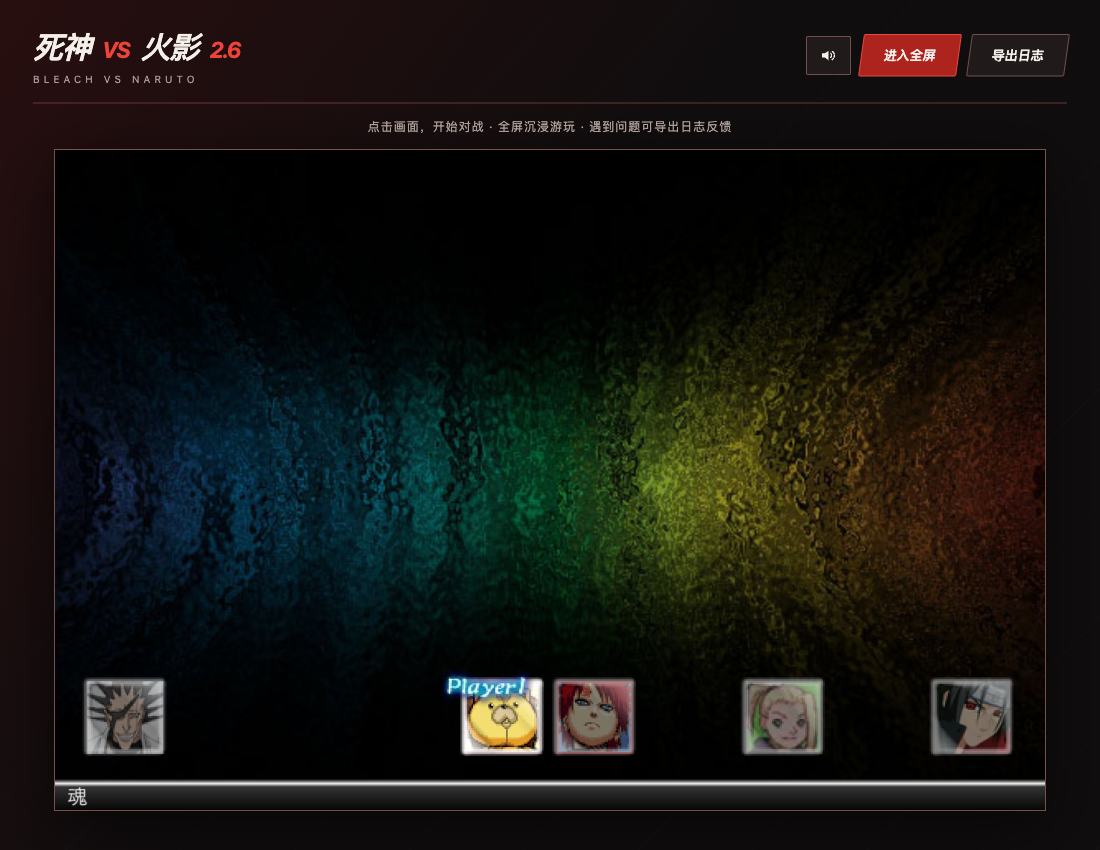 死神 VS 火影 2.6
BLEACH VS NARUTO
进入全屏
导出日志
点击画面，开始对战 · 全屏沉浸游玩 · 遇到问题可导出日志反馈
Player1
魂